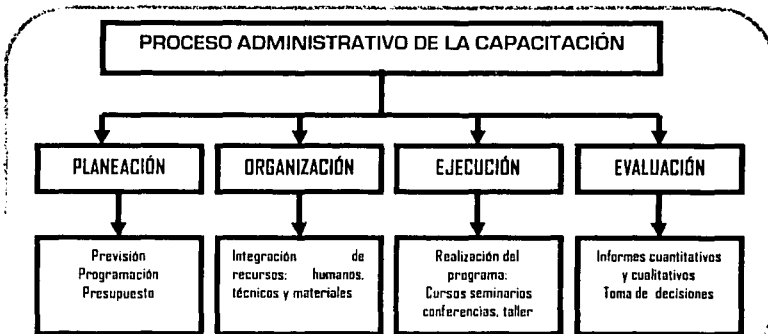 PROCESO ADMINISTRATIVO DE LA CAPACITACIÓN
PLANEACIÓN
ORGANIZACIÓN
EJECUCIÓN
EVALUACIÓN
Previsión
Programación
Presupuesto
Integración de
recursos: humanos,
técnicos y materiales
Realización del
programa:
Cursos seminarios
conferencias, taller
Informes cuantitativos
y cualitativos
Toma de decisiones